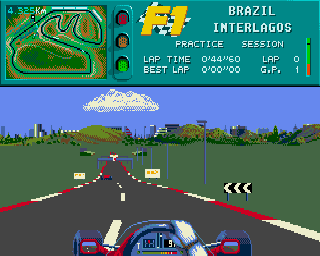 4.325Km
F1
BRAZIL
INTERLAGOS
PRACTICE SESSION
LAP TIME 0'44"60 LAP 0
BEST LAP 0'00"00 G.P. 1